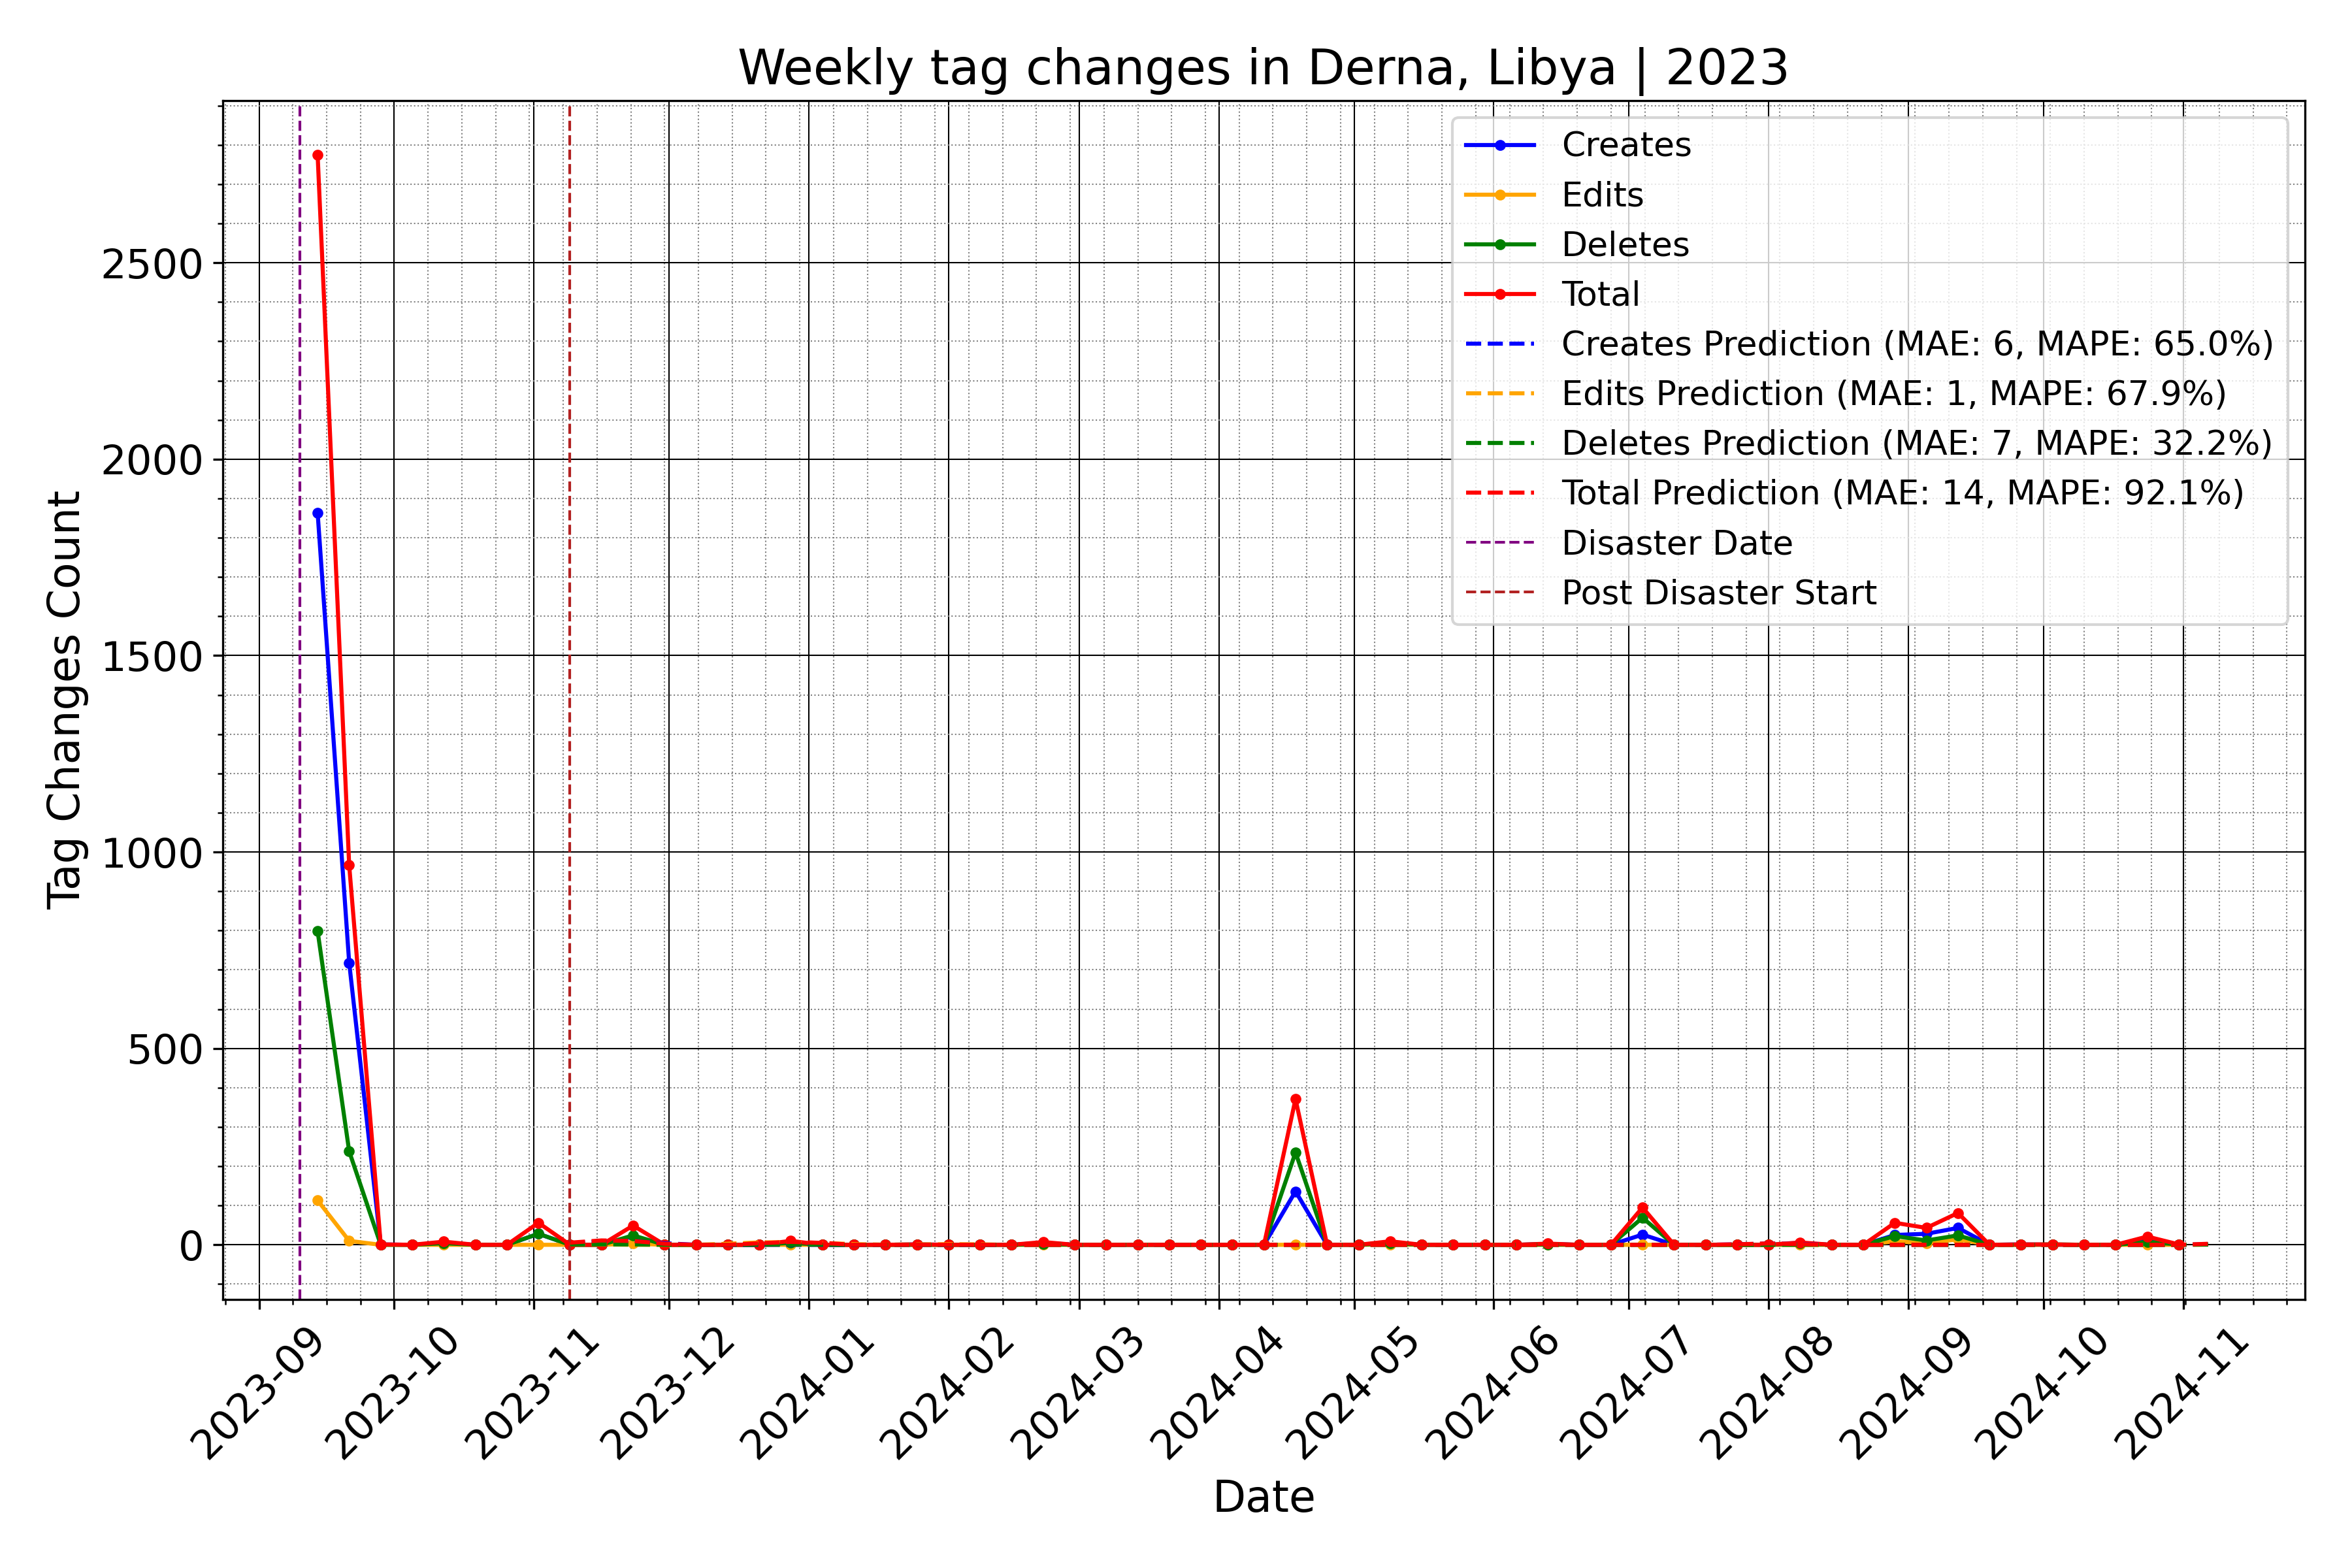 Weekly tag changes in Derna, Libya | 2023
Creates
Edits
Deletes
Total
Creates Prediction (MAE: 6, MAPE: 65.0%)
Edits Prediction (MAE: 1, MAPE: 67.9%)
Deletes Prediction (MAE: 7, MAPE: 32.2%)
Total Prediction (MAE: 14, MAPE: 92.1%)
Disaster Date
Post Disaster Start
Tag Changes Count
2500
2000
1500
1000
500
0
2023-09
2023-10
2023-11
2023-12
2024-01
2024-02
2024-03
2024-04
2024-05
2024-06
2024-07
2024-08
2024-09
2024-10
2024-11
Date